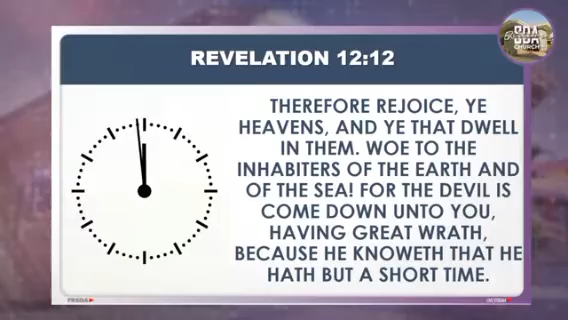 SDA
CHURCH
REVELATION 12:12
THEREFORE REJOICE, YE
HEAVENS, AND YE THAT DWELL
IN THEM. WOE TO THE
INHABITERS OF THE EARTH AND
OF THE SEA! FOR THE DEVIL IS
COME DOWN UNTO YOU,
HAVING GREAT WRATH,
BECAUSE HE KNOWETH THAT HE
HATH BUT A SHORT TIME.